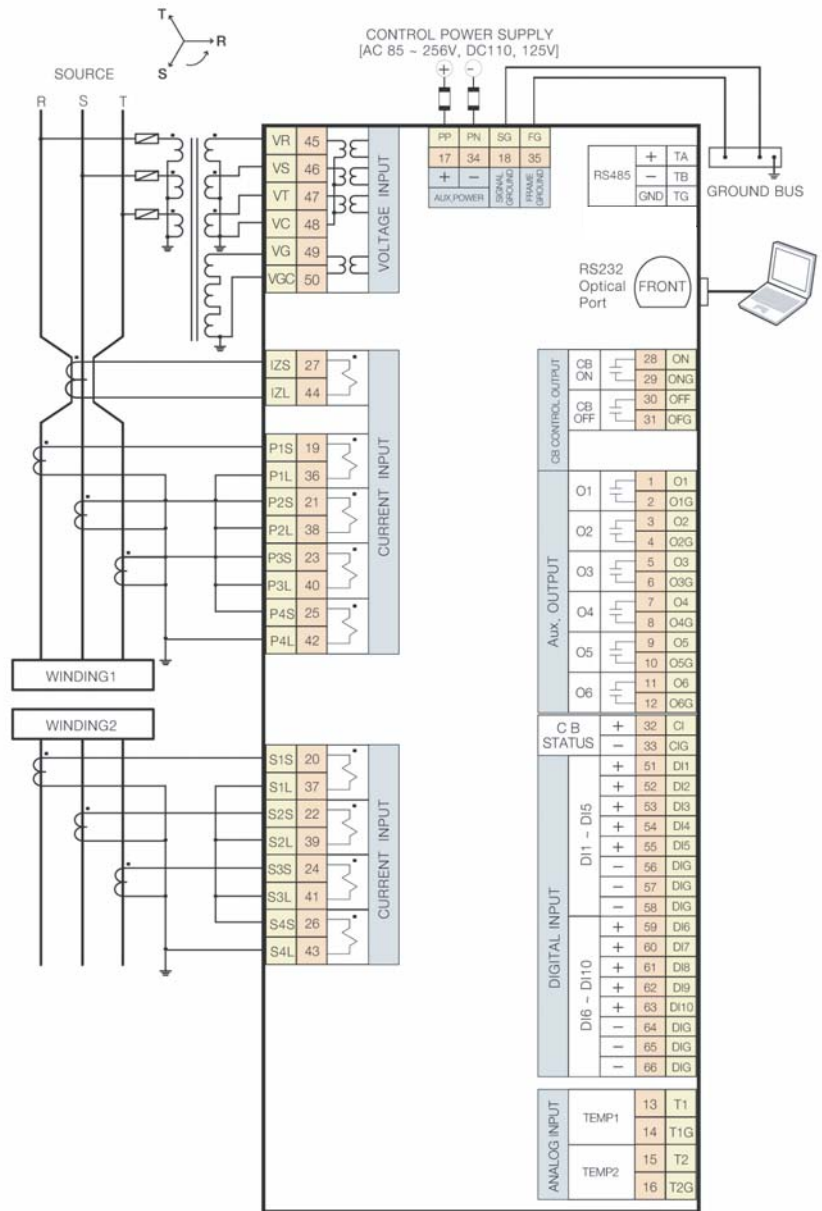 T
R
S
SOURCE
R S T
CONTROL POWER SUPPLY
[AC 85 ~ 256V, DC110, 125V]
+ −
PP PN SG FG
17 34 18 35
+ −
AUX,POWER
SIGNAL GROUND
FRAME GROUND
GROUND BUS
RS485
+ TA
− TB
GND TG
RS232
Optical
Port
FRONT
VR 45
VS 46
VT 47
VC 48
VG 49
VGC 50
VOLTAGE INPUT
IZS 27
IZL 44
P1S 19
P1L 36
P2S 21
P2L 38
P3S 23
P3L 40
P4S 25
P4L 42
CURRENT INPUT
WINDING1
WINDING2
S1S 20
S1L 37
S2S 22
S2L 39
S3S 24
S3L 41
S4S 26
S4L 43
CURRENT INPUT
CB CONTROL OUTPUT
CB ON
28 ON
29 ONG
CB OFF
30 OFF
31 OFG
Aux, OUTPUT
O1
1 O1
2 O1G
O2
3 O2
4 O2G
O3
5 O3
6 O3G
O4
7 O4
8 O4G
O5
9 O5
10 O5G
O6
11 O6
12 O6G
C B
STATUS
+ 32 CI
− 33 CIG
DIGITAL INPUT
DI1 ~ DI5
+ 51 DI1
+ 52 DI2
+ 53 DI3
+ 54 DI4
+ 55 DI5
− 56 DIG
− 57 DIG
− 58 DIG
DI6 ~ DI10
+ 59 DI6
+ 60 DI7
+ 61 DI8
+ 62 DI9
+ 63 DI10
− 64 DIG
− 65 DIG
− 66 DIG
ANALOG INPUT
TEMP1
13 T1
14 T1G
TEMP2
15 T2
16 T2G